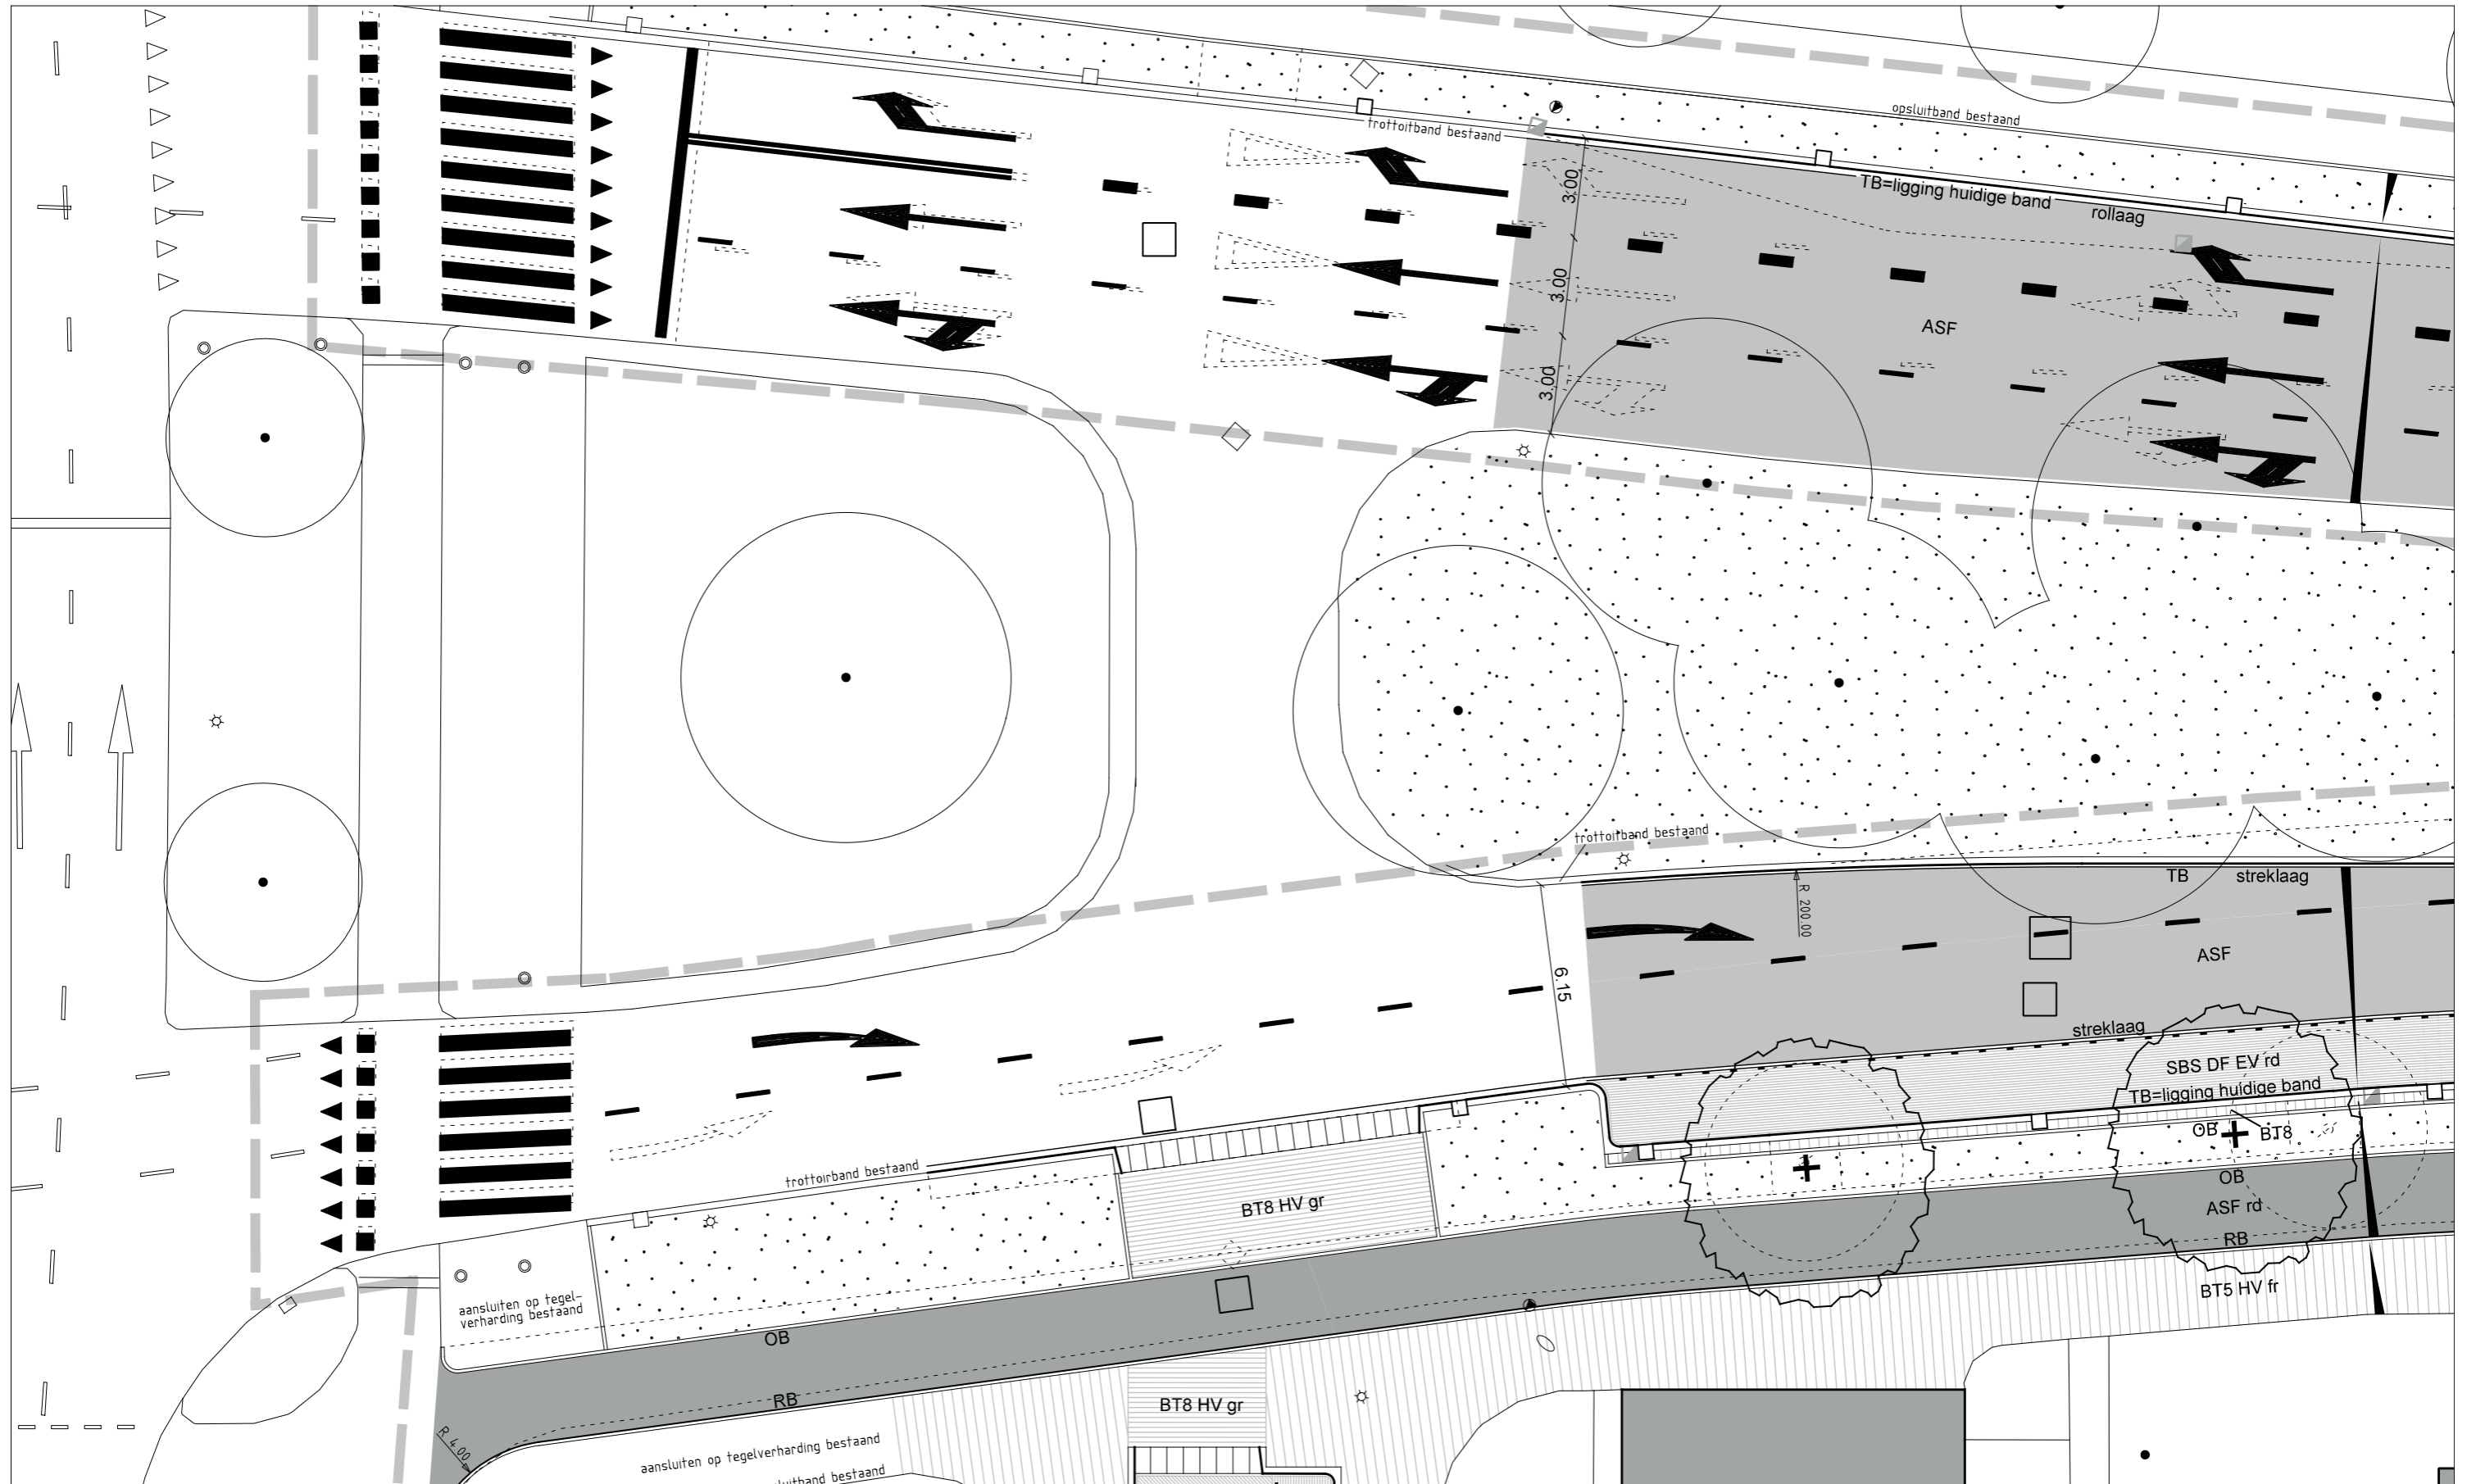 opsluitband bestaand
trottoitband bestaand
TB=ligging huidige band
rollaag
3.00
3.00
3.00
ASF
trottoirband bestaand
TB
streklaag
R 200.00
ASF
6.15
streklaag
SBS DF EV rd
TB=ligging huidige band
OB
BT8
trottoirband bestaand
OB
BT8 HV gr
ASF rd
RB
BT5 HV fr
aansluiten op tegel-
verharding bestaand
OB
RB
BT8 HV gr
R 4.00
aansluiten op tegelverharding bestaand
uitband bestaand